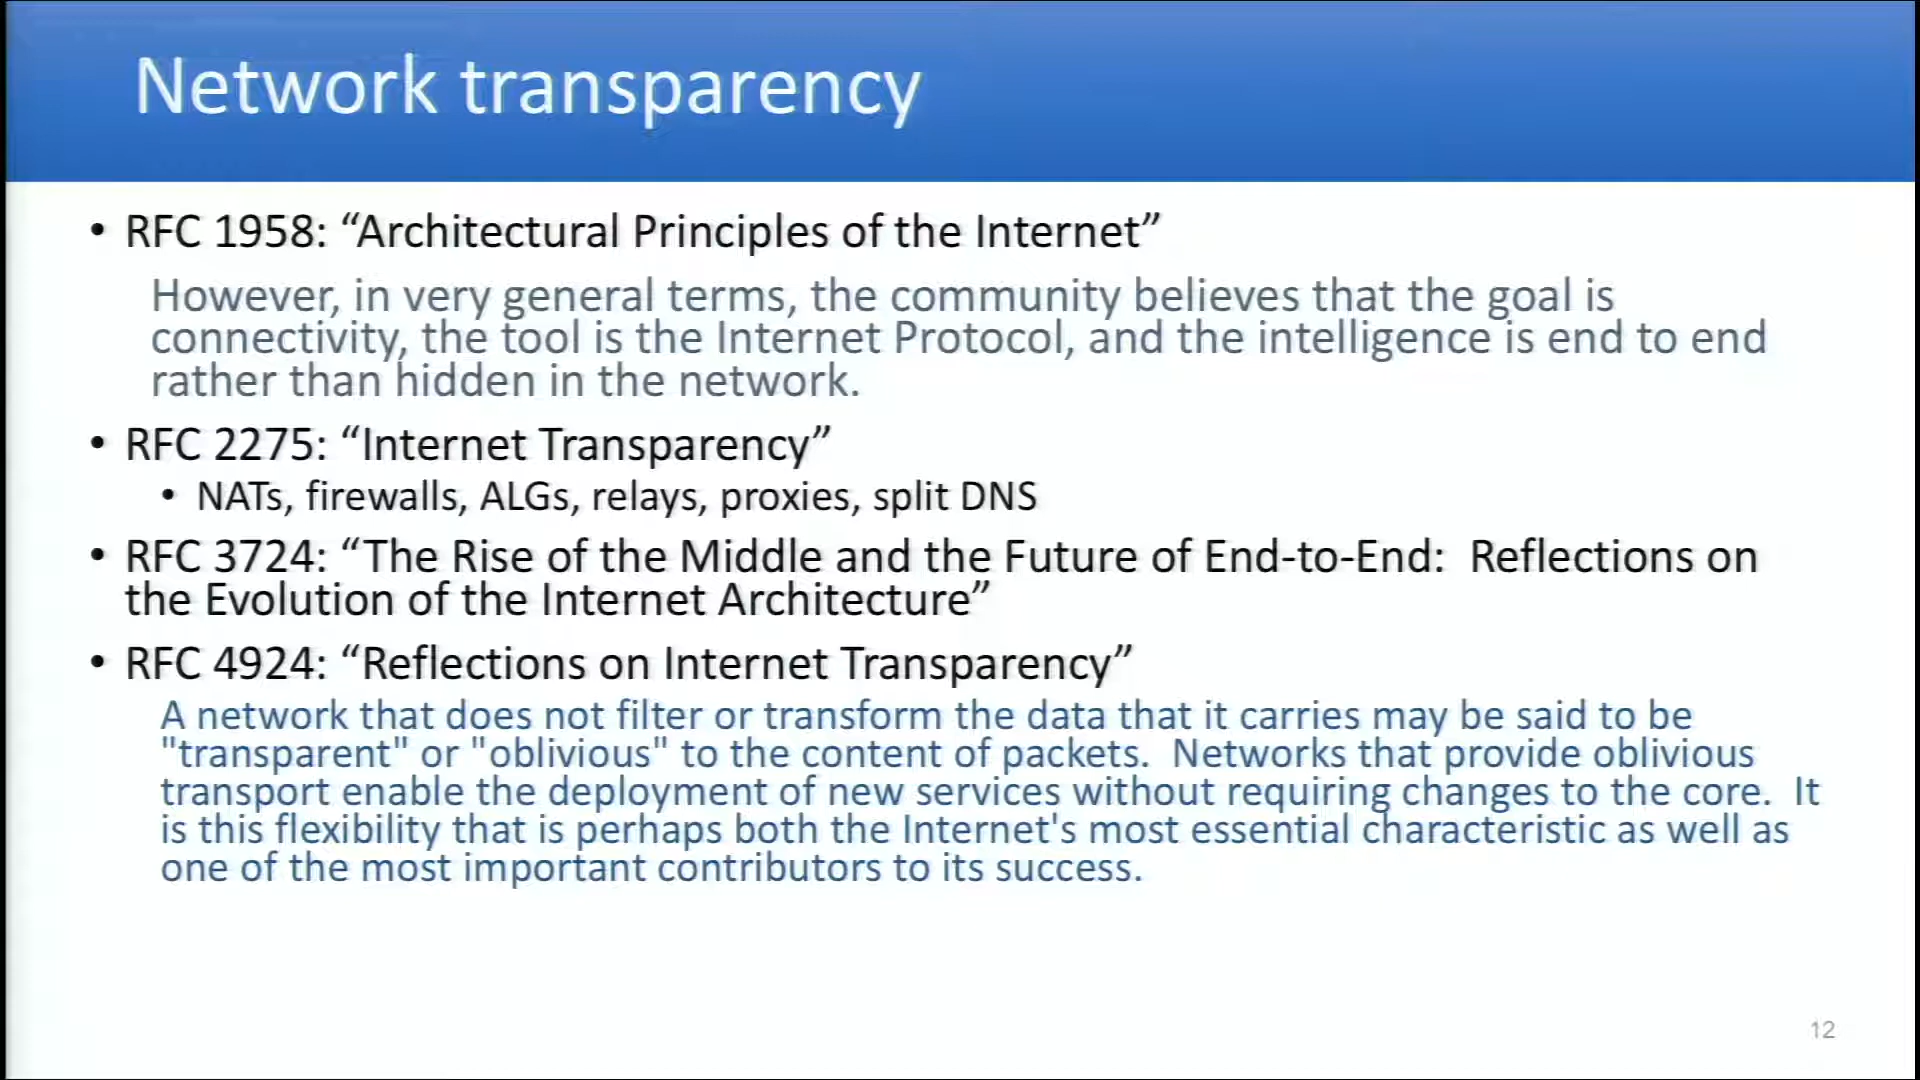 Network transparency
• RFC 1958: “Architectural Principles of the Internet”
However, in very general terms, the community believes that the goal is
connectivity, the tool is the Internet Protocol, and the intelligence is end to end
rather than hidden in the network.
• RFC 2275: “Internet Transparency”
• NATs, firewalls, ALGs, relays, proxies, split DNS
• RFC 3724: “The Rise of the Middle and the Future of End-to-End:  Reflections on
the Evolution of the Internet Architecture”
• RFC 4924: “Reflections on Internet Transparency”
A network that does not filter or transform the data that it carries may be said to be
"transparent" or "oblivious" to the content of packets.  Networks that provide oblivious
transport enable the deployment of new services without requiring changes to the core.  It
is this flexibility that is perhaps both the Internet's most essential characteristic as well as
one of the most important contributors to its success.
12